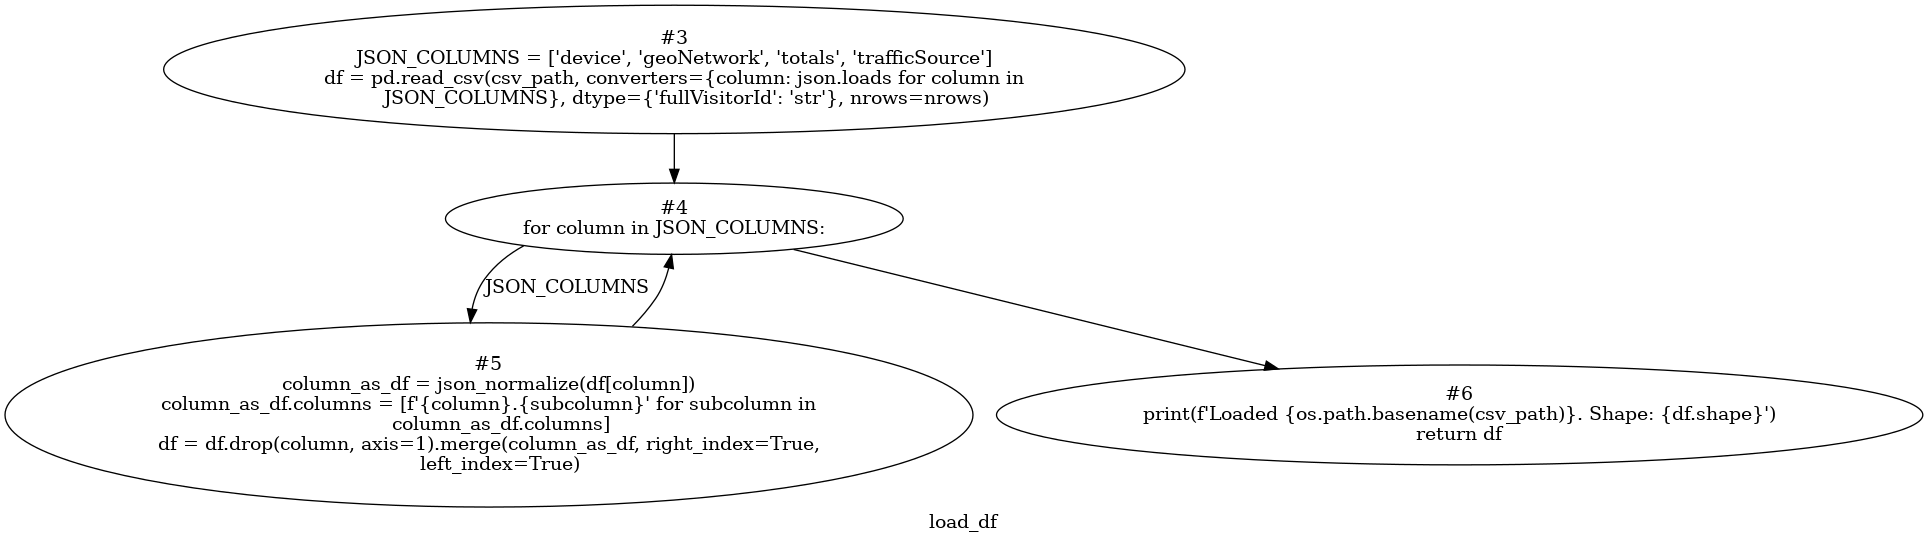 #3
JSON_COLUMNS = ['device', 'geoNetwork', 'totals', 'trafficSource']
df = pd.read_csv(csv_path, converters={column: json.loads for column in
JSON_COLUMNS}, dtype={'fullVisitorId': 'str'}, nrows=nrows)
#4
for column in JSON_COLUMNS:
JSON_COLUMNS
#5
column_as_df = json_normalize(df[column])
column_as_df.columns = [f'{column}.{subcolumn}' for subcolumn in
column_as_df.columns]
df = df.drop(column, axis=1).merge(column_as_df, right_index=True,
left_index=True)
#6
print(f'Loaded {os.path.basename(csv_path)}. Shape: {df.shape}')
return df
load_df